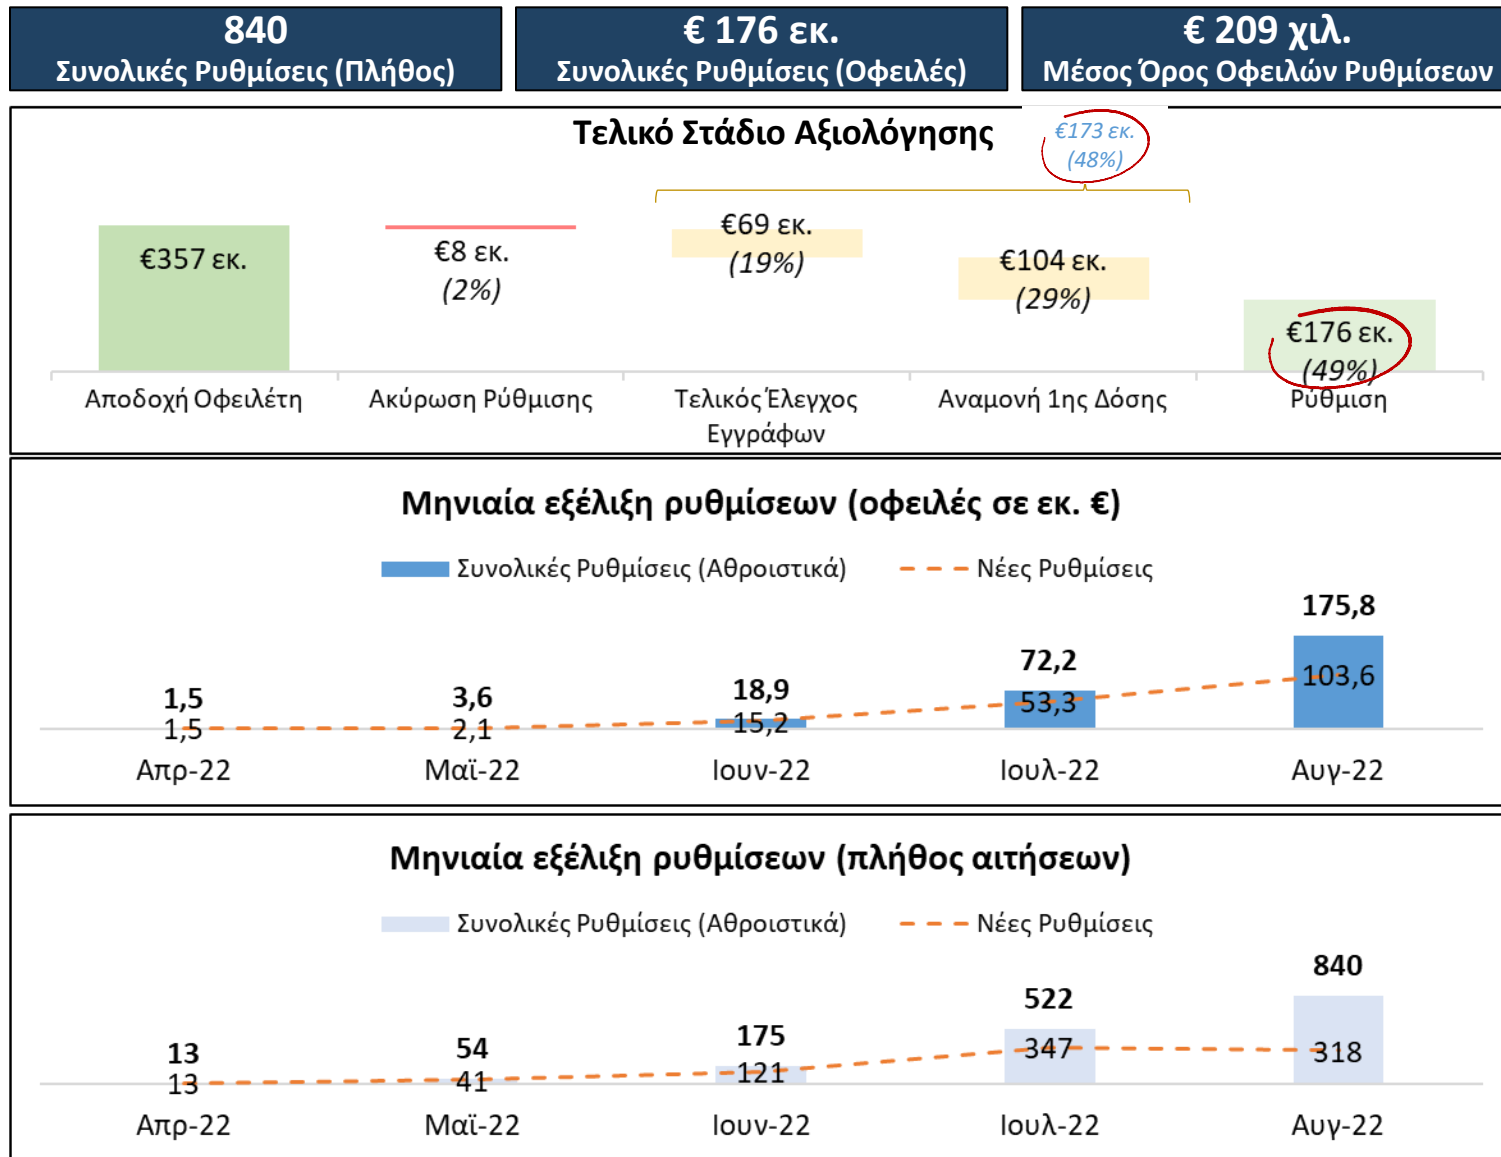 840
Συνολικές Ρυθμίσεις (Πλήθος)
€ 176 εκ.
Συνολικές Ρυθμίσεις (Οφειλές)
€ 209 χιλ.
Μέσος Όρος Οφειλών Ρυθμίσεων
Τελικό Στάδιο Αξιολόγησης
€173 εκ.
(48%)
€357 εκ.
€8 εκ.
(2%)
€69 εκ.
(19%)
€104 εκ.
(29%)
€176 εκ.
(49%)
Αποδοχή Οφειλέτη
Ακύρωση Ρύθμισης
Τελικός Έλεγχος
Εγγράφων
Αναμονή 1ης Δόσης
Ρύθμιση
Μηνιαία εξέλιξη ρυθμίσεων (οφειλές σε εκ. €)
Συνολικές Ρυθμίσεις (Αθροιστικά)
Νέες Ρυθμίσεις
1,5
3,6
18,9
72,2
175,8
1,5
2,1
15,2
53,3
103,6
Απρ-22
Μαϊ-22
Ιουν-22
Ιουλ-22
Αυγ-22
Μηνιαία εξέλιξη ρυθμίσεων (πλήθος αιτήσεων)
Συνολικές Ρυθμίσεις (Αθροιστικά)
Νέες Ρυθμίσεις
13
54
175
522
840
13
41
121
347
318
Απρ-22
Μαϊ-22
Ιουν-22
Ιουλ-22
Αυγ-22